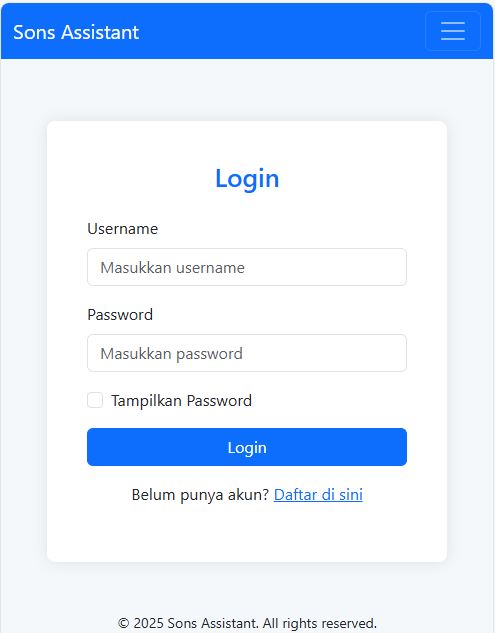 Sons Assistant
Login
Username
Masukkan username
Password
Masukkan password
Tampilkan Password
Login
Belum punya akun? Daftar di sini
© 2025 Sons Assistant. All rights reserved.